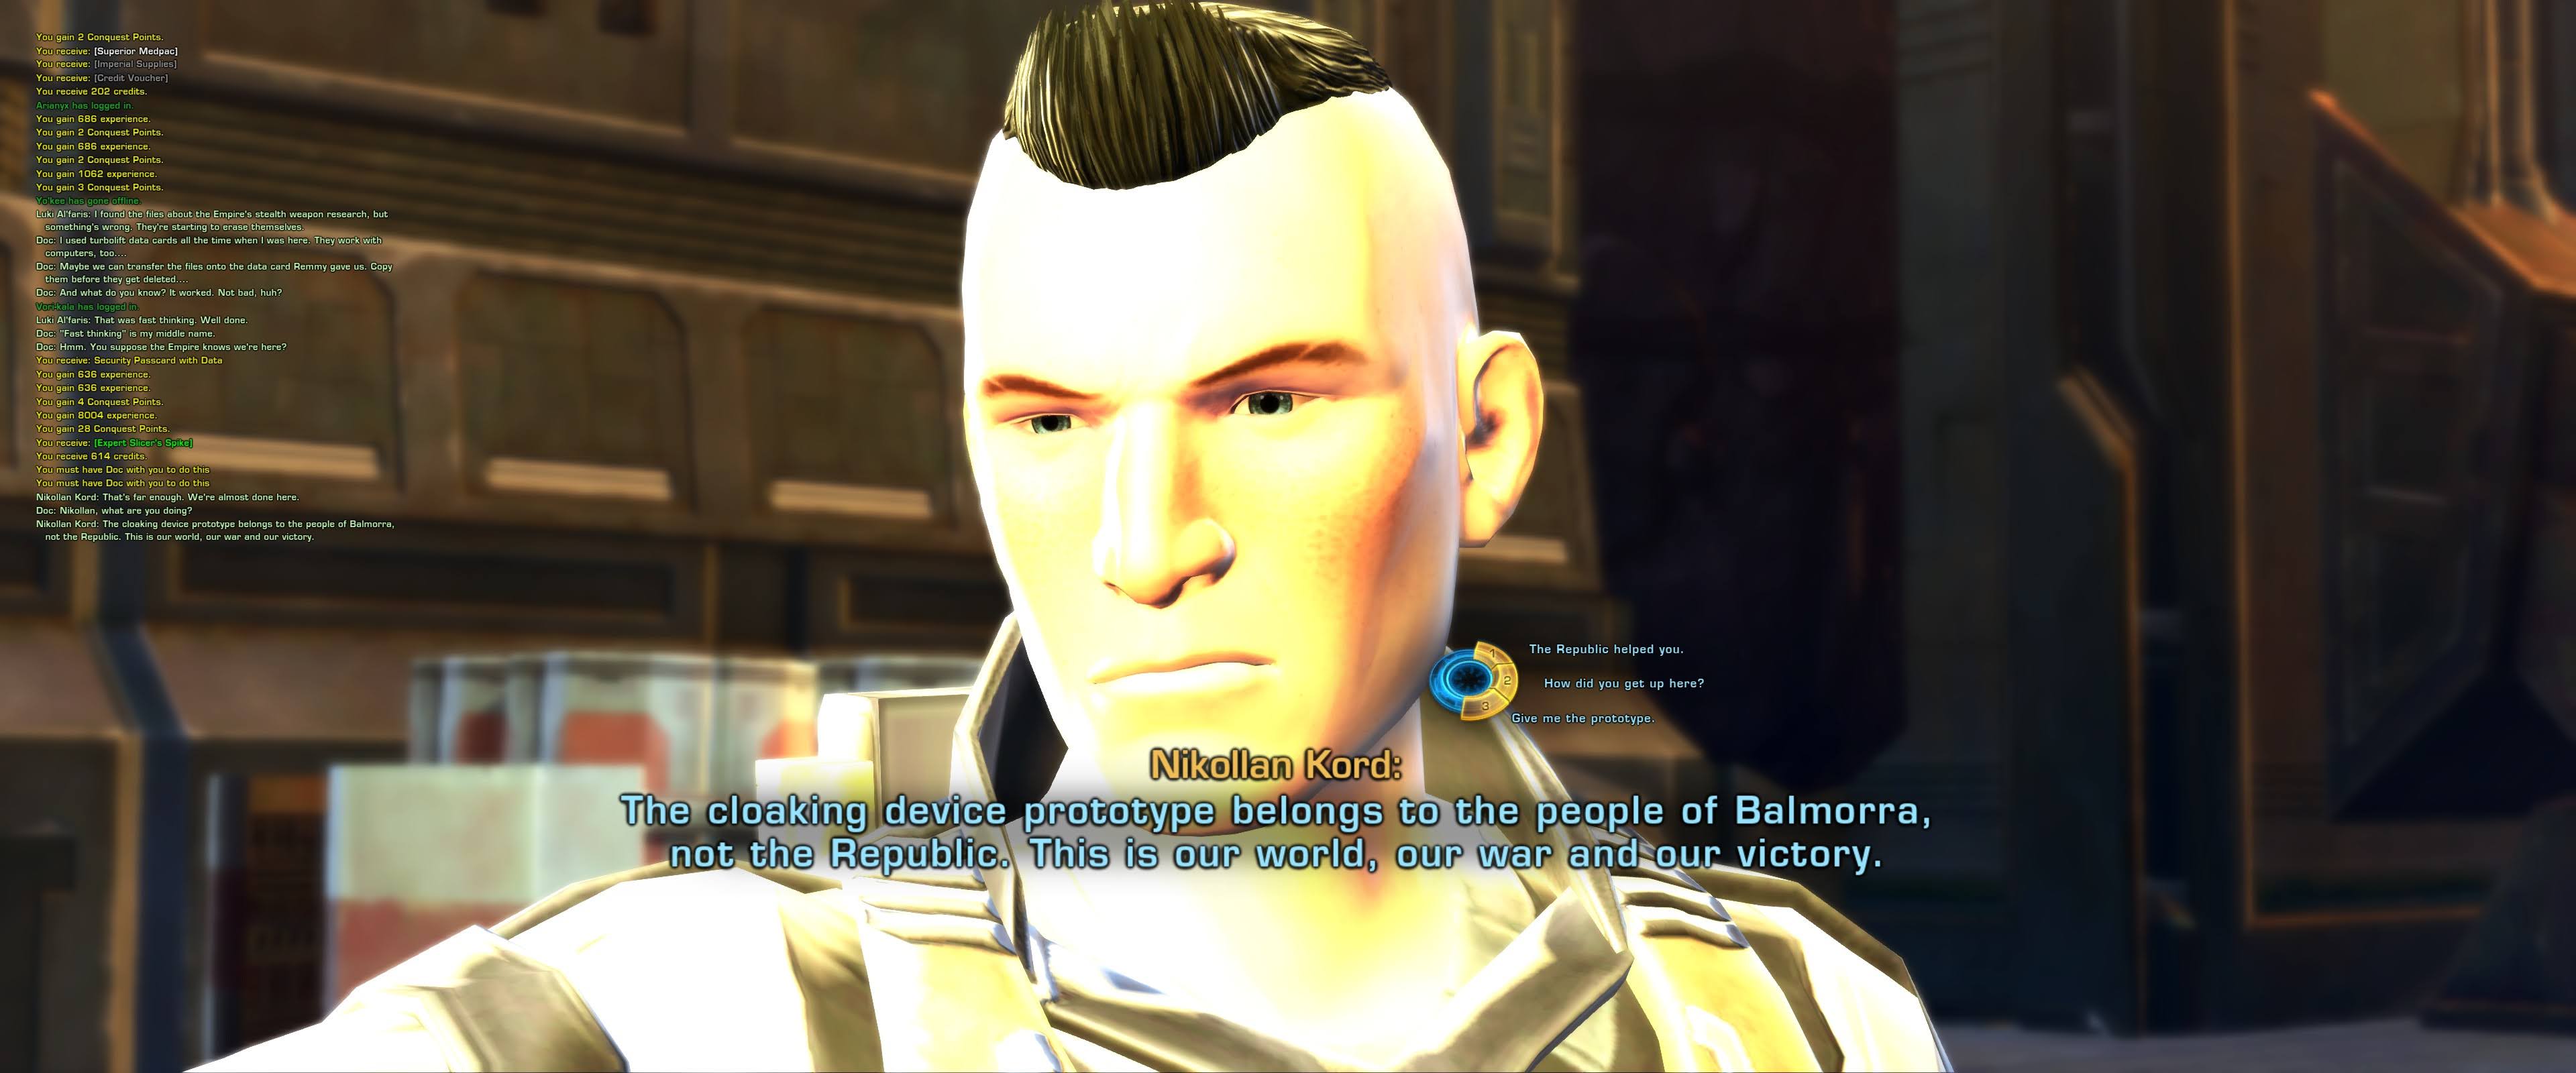 You gain 2 Conquest Points.
You receive: [Superior Medpac]
You receive: [Imperial Supplies]
You receive: [Credit Voucher]
You receive 202 credits.
Arianyx has logged in.
You gain 686 experience.
You gain 2 Conquest Points.
You gain 686 experience.
You gain 2 Conquest Points.
You gain 1062 experience.
You gain 3 Conquest Points.
Yo'kee has gone offline.
Luki Al'faris: I found the files about the Empire's stealth weapon research, but
something's wrong. They're starting to erase themselves.
Doc: I used turbolift data cards all the time when I was here. They work with
computers, too....
Doc: Maybe we can transfer the files onto the data card Remmy gave us. Copy
them before they get deleted....
Doc: And what do you know? It worked. Not bad, huh?
has logged in.
Luki Al'faris: That was fast thinking. Well done.
Doc: "Fast thinking" is my middle name.
Doc: Hmm. You suppose the Empire knows we're here?
You receive: Security Passcard with Data
You gain 636 experience.
You gain 636 experience.
You gain 4 Conquest Points.
You gain 8004 experience.
You gain 28 Conquest Points.
You receive: [Expert Slicer's Spike]
You receive 614 credits.
You must have Doc with you to do this
You must have Doc with you to do this
Nikollan Kord: That's far enough. We're almost done here.
Doc: Nikollan, what are you doing?
Nikollan Kord: The cloaking device prototype belongs to the people of Balmorra,
not the Republic. This is our world, our war and our victory.
1 The Republic helped you.
2 How did you get up here?
3 Give me the prototype.
Nikollan Kord:
The cloaking device prototype belongs to the people of Balmorra,
not the Republic. This is our world, our war and our victory.